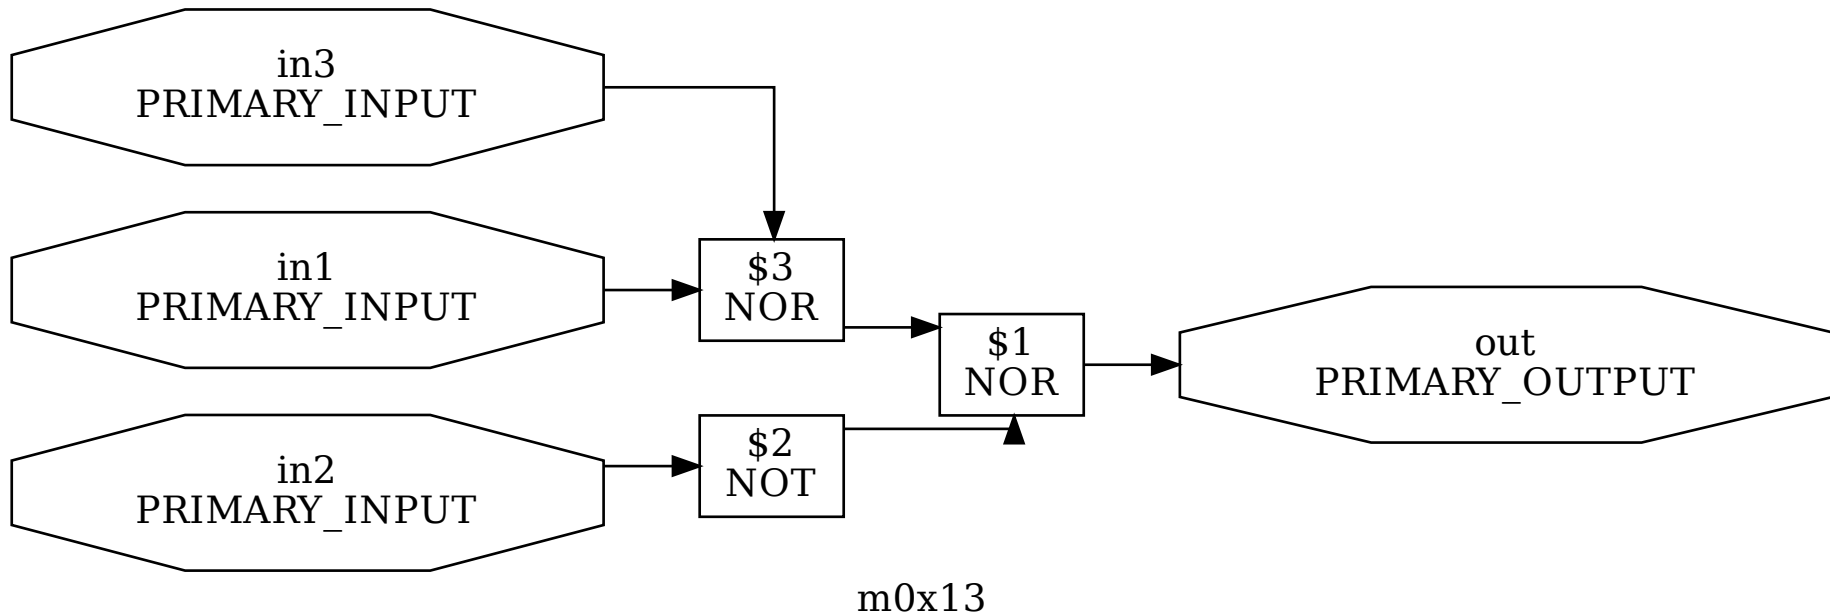 in3
PRIMARY_INPUT
in1
PRIMARY_INPUT
$3
NOR
$1
NOR
out
PRIMARY_OUTPUT
in2
PRIMARY_INPUT
$2
NOT
m0x13